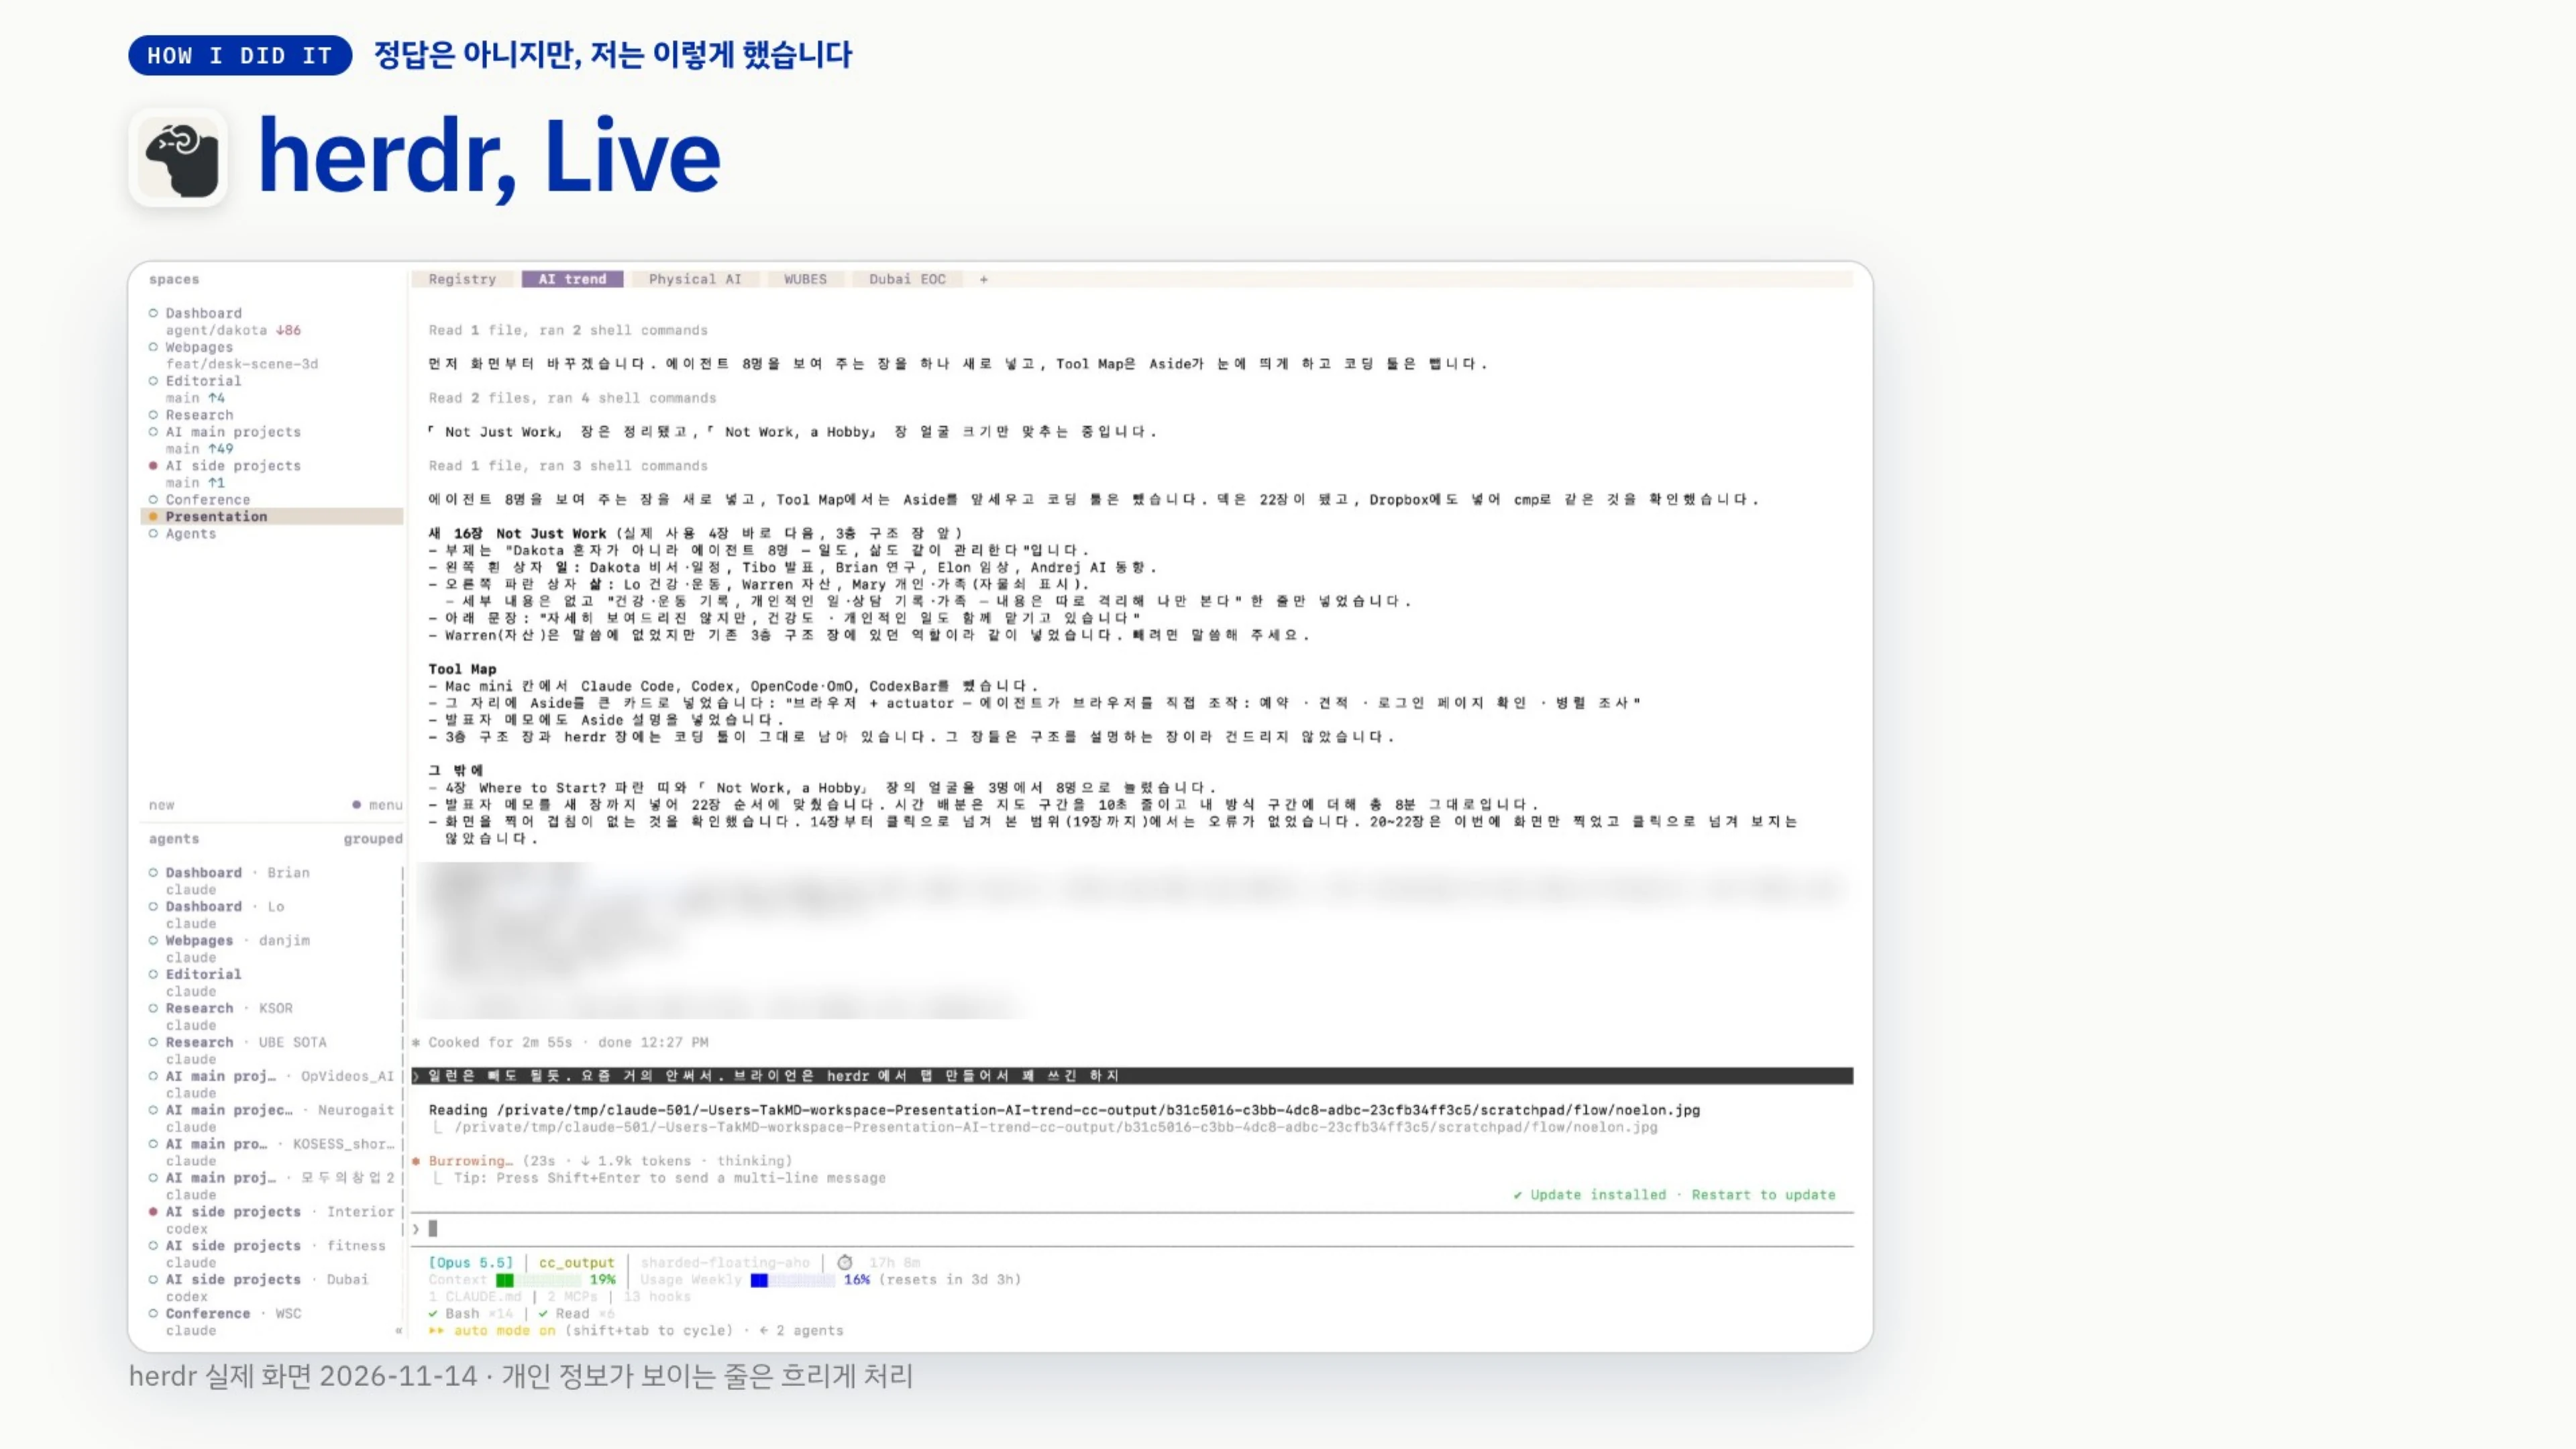 HOW I DID IT 정답은 아니지만, 저는 이렇게 했습니다
herdr, Live
spaces
Dashboard
agent/dakota ↓86
Webpages
feat/desk-scene-3d
Editorial
main ↑4
Research
AI main projects
main ↑49
AI side projects
main ↑1
Conference
Presentation
Agents
new menu
agents grouped
Dashboard · Brian
claude
Dashboard · Lo
claude
Webpages · danjim
claude
Editorial
claude
Research · KSOR
claude
Research · UBE SOTA
claude
AI main proj… · OpVideos_AI
claude
AI main projec… · Neurogait
claude
AI main pro… · KOSESS_shor…
claude
AI main proj… · 모두의창업2
claude
AI side projects · Interior
codex
AI side projects · fitness
claude
AI side projects · Dubai
codex
Conference · WSC
claude «
Registry AI trend Physical AI WUBES Dubai EOC +
Read 1 file, ran 2 shell commands
먼저 화면부터 바꾸겠습니다. 에이전트 8명을 보여 주는 장을 하나 새로 넣고, Tool Map은 Aside가 눈에 띄게 하고 코딩 툴은 뺍니다.
Read 2 files, ran 4 shell commands
「Not Just Work」 장은 정리됐고, 「Not Work, a Hobby」 장 얼굴 크기만 맞추는 중입니다.
Read 1 file, ran 3 shell commands
에이전트 8명을 보여 주는 장을 새로 넣고, Tool Map에서는 Aside를 앞세우고 코딩 툴은 뺐습니다. 덱은 22장이 됐고, Dropbox에도 넣어 cmp로 같은 것을 확인했습니다.
새 16장 Not Just Work (실제 사용 4장 바로 다음, 3층 구조 장 앞)
– 부제는 "Dakota 혼자가 아니라 에이전트 8명 — 일도, 삶도 같이 관리한다"입니다.
– 왼쪽 흰 상자 일: Dakota 비서·일정, Tibo 발표, Brian 연구, Elon 임상, Andrej AI 동향.
– 오른쪽 파란 상자 삶: Lo 건강·운동, Warren 자산, Mary 개인·가족(자물쇠 표시).
– 세부 내용은 없고 "건강·운동 기록, 개인적인 일·상담 기록·가족 — 내용은 따로 격리해 나만 본다" 한 줄만 넣었습니다.
– 아래 문장: "자세히 보여드리진 않지만, 건강도 · 개인적인 일도 함께 맡기고 있습니다"
– Warren(자산)은 말씀에 없었지만 기존 3층 구조 장에 있던 역할이라 같이 넣었습니다. 빼려면 말씀해 주세요.
Tool Map
– Mac mini 칸에서 Claude Code, Codex, OpenCode·OmO, CodexBar를 뺐습니다.
– 그 자리에 Aside를 큰 카드로 넣었습니다: "브라우저 + actuator — 에이전트가 브라우저를 직접 조작: 예약 · 견적 · 로그인 페이지 확인 · 병렬 조사"
– 발표자 메모에도 Aside 설명을 넣었습니다.
– 3층 구조 장과 herdr 장에는 코딩 툴이 그대로 남아 있습니다. 그 장들은 구조를 설명하는 장이라 건드리지 않았습니다.
그 밖에
– 4장 Where to Start? 파란 띠와 「Not Work, a Hobby」 장의 얼굴을 3명에서 8명으로 늘렸습니다.
– 발표자 메모를 새 장까지 넣어 22장 순서에 맞췄습니다. 시간 배분은 지도 구간을 10초 줄이고 내 방식 구간에 더해 총 8분 그대로입니다.
– 화면을 찍어 겹침이 없는 것을 확인했습니다. 14장부터 클릭으로 넘겨 본 범위(19장까지)에서는 오류가 없었습니다. 20~22장은 이번에 화면만 찍었고 클릭으로 넘겨 보지는
않았습니다.
✻ Cooked for 2m 55s · done 12:27 PM
❯ 일런은 빼도 될듯. 요즘 거의 안써서. 브라이언은 herdr 에서 탭 만들어서 꽤 쓰긴 하지
Reading /private/tmp/claude-501/-Users-TakMD-workspace-Presentation-AI-trend-cc-output/b31c5016-c3bb-4dc8-adbc-23cfb34ff3c5/scratchpad/flow/noelon.jpg
/private/tmp/claude-501/-Users-TakMD-workspace-Presentation-AI-trend-cc-output/b31c5016-c3bb-4dc8-adbc-23cfb34ff3c5/scratchpad/flow/noelon.jpg
Burrowing… (23s · ↓ 1.9k tokens · thinking)
Tip: Press Shift+Enter to send a multi-line message
✔ Update installed · Restart to update
❯
[Opus 5.5] | cc_output | sharded-floating-aho | ⏱ 17h 8m
Context 19% | Usage Weekly 16% (resets in 3d 3h)
1 CLAUDE.md | 2 MCPs | 13 hooks
✓ Bash ×14 | ✓ Read ×6
▸▸ auto mode on (shift+tab to cycle) · ← 2 agents
herdr 실제 화면 2026-11-14 · 개인 정보가 보이는 줄은 흐리게 처리